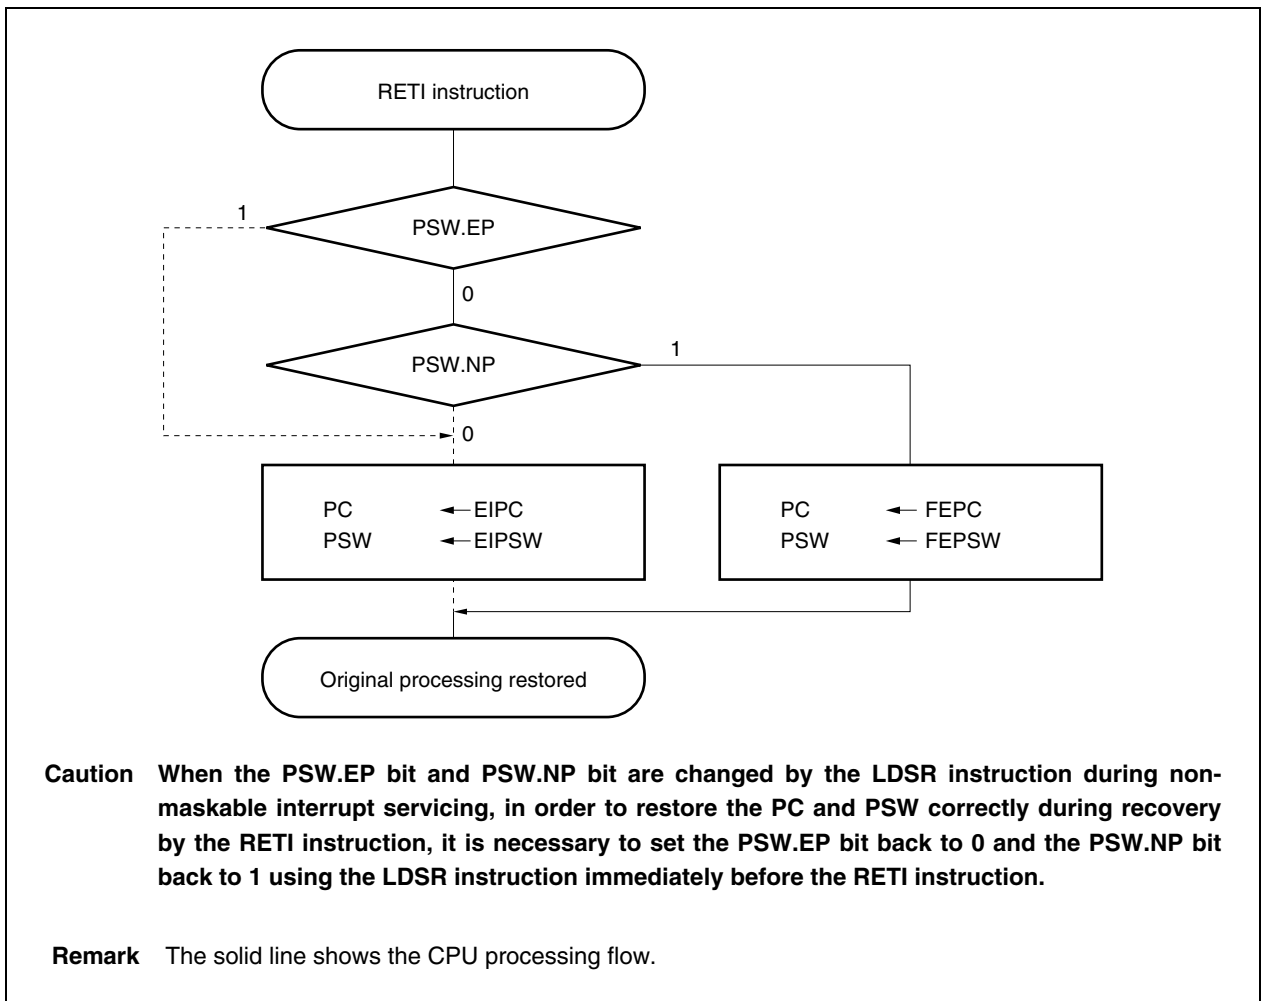 RETI instruction
1
PSW.EP
0
PSW.NP
1
0
PC ← EIPC
PSW ← EIPSW
PC ← FEPC
PSW ← FEPSW
Original processing restored
Caution When the PSW.EP bit and PSW.NP bit are changed by the LDSR instruction during non-
maskable interrupt servicing, in order to restore the PC and PSW correctly during recovery
by the RETI instruction, it is necessary to set the PSW.EP bit back to 0 and the PSW.NP bit
back to 1 using the LDSR instruction immediately before the RETI instruction.
Remark The solid line shows the CPU processing flow.